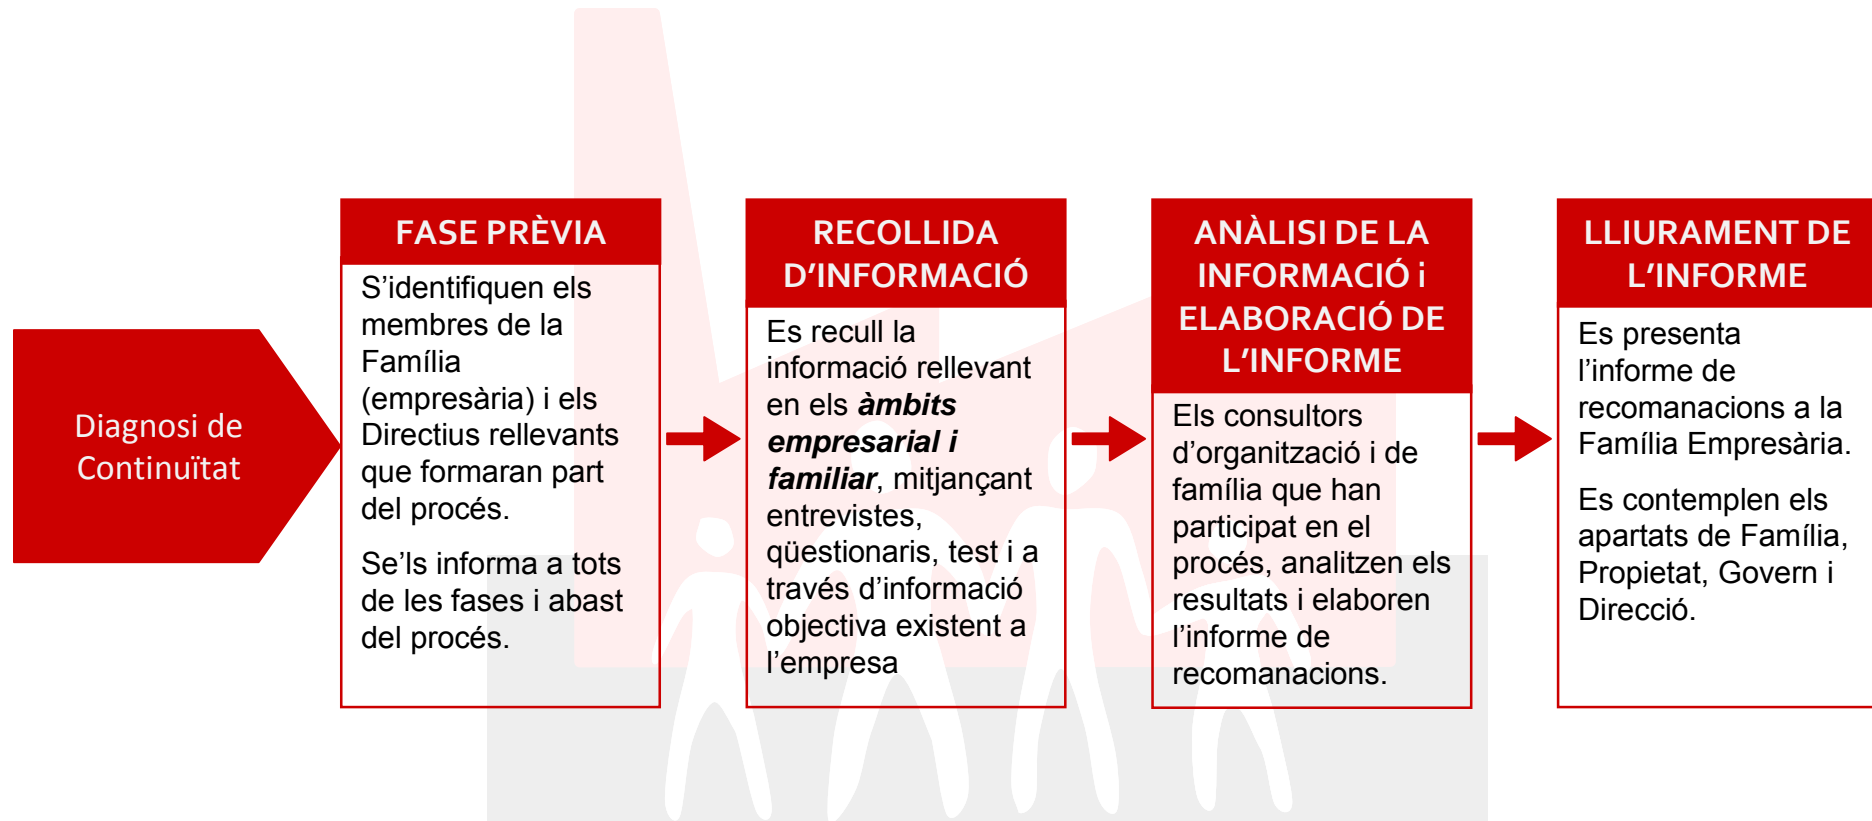 Diagnosi de
Continuïtat
FASE PRÈVIA
S’identifiquen els
membres de la
Família
(empresària) i els
Directius rellevants
que formaran part
del procés.
Se’ls informa a tots
de les fases i abast
del procés.
RECOLLIDA
D’INFORMACIÓ
Es recull la
informació rellevant
en els àmbits
empresarial i
familiar, mitjançant
entrevistes,
qüestionaris, test i a
través d’informació
objectiva existent a
l’empresa
ANÀLISI DE LA
INFORMACIÓ i
ELABORACIÓ DE
L’INFORME
Els consultors
d’organització i de
família que han
participat en el
procés, analitzen els
resultats i elaboren
l’informe de
recomanacions.
LLIURAMENT DE
L’INFORME
Es presenta
l’informe de
recomanacions a la
Família Empresària.
Es contemplen els
apartats de Família,
Propietat, Govern i
Direcció.